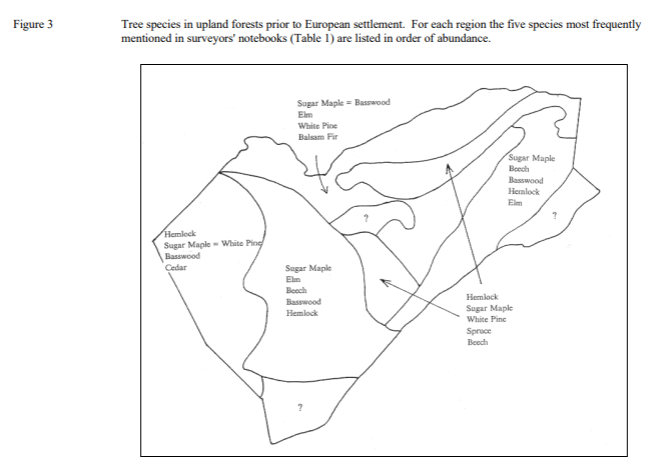 Figure 3
Tree species in upland forests prior to European settlement. For each region the five species most frequently
mentioned in surveyors' notebooks (Table 1) are listed in order of abundance.
Sugar Maple = Basswood
Elm
White Pine
Balsam Fir
Sugar Maple
Beech
Basswood
Hemlock
Elm
?
?
Hemlock
Sugar Maple = White Pine
Basswood
Cedar
Sugar Maple
Elm
Beech
Basswood
Hemlock
Hemlock
Sugar Maple
White Pine
Spruce
Beech
?